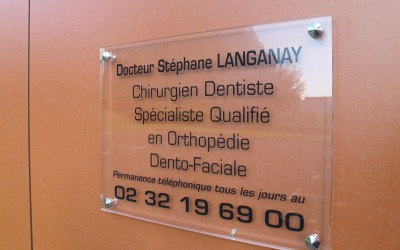 Docteur Stéphane LANGANAY
Chirurgien Dentiste
Spécialiste Qualifié
en Orthopédie
Dento-Faciale
Permanence téléphonique tous les jours au
02 32 19 69 00